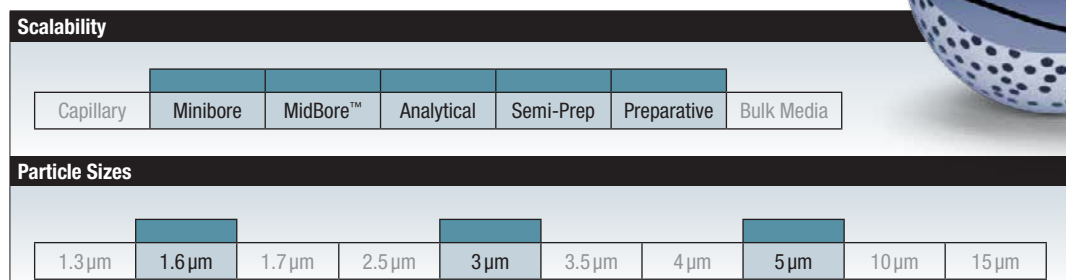 Scalability
Capillary Minibore MidBore™ Analytical Semi-Prep Preparative Bulk Media
Particle Sizes
1.3 µm 1.6 µm 1.7 µm 2.5 µm 3 µm 3.5 µm 4 µm 5 µm 10 µm 15 µm